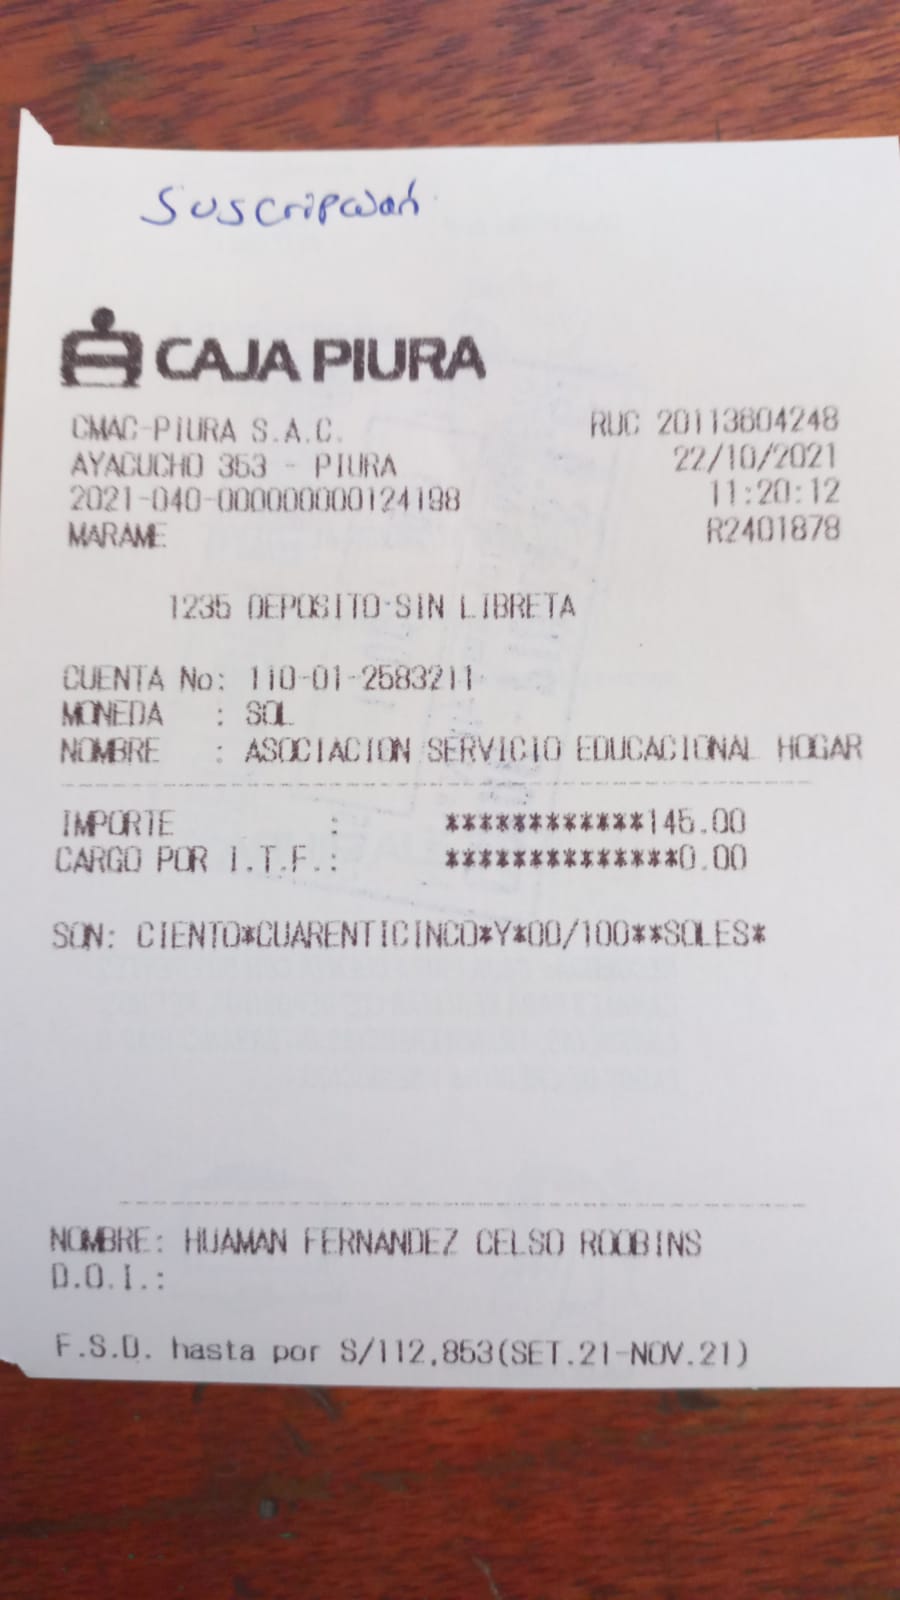 Suscripción
CAJA PIURA
CMAC-PIURA S.A.C. RUC 20113604248
AYACUCHO 353 - PIURA 22/10/2021
2021-040-000000000124198 11:20:12
MARAME R2401878
1235 DEPOSITO SIN LIBRETA
CUENTA No: 110-01-2583211
MONEDA : SOL
NOMBRE : ASOCIACION SERVICIO EDUCACIONAL HOGAR
IMPORTE : ************145.00
CARGO POR I.T.F.: **************0.00
SON: CIENTO*CUARENTICINCO*Y*00/100**SOLES*
NOMBRE: HUAMAN FERNANDEZ CELSO ROOBINS
D.O.I.:
F.S.D. hasta por S/112,853(SET.21-NOV.21)